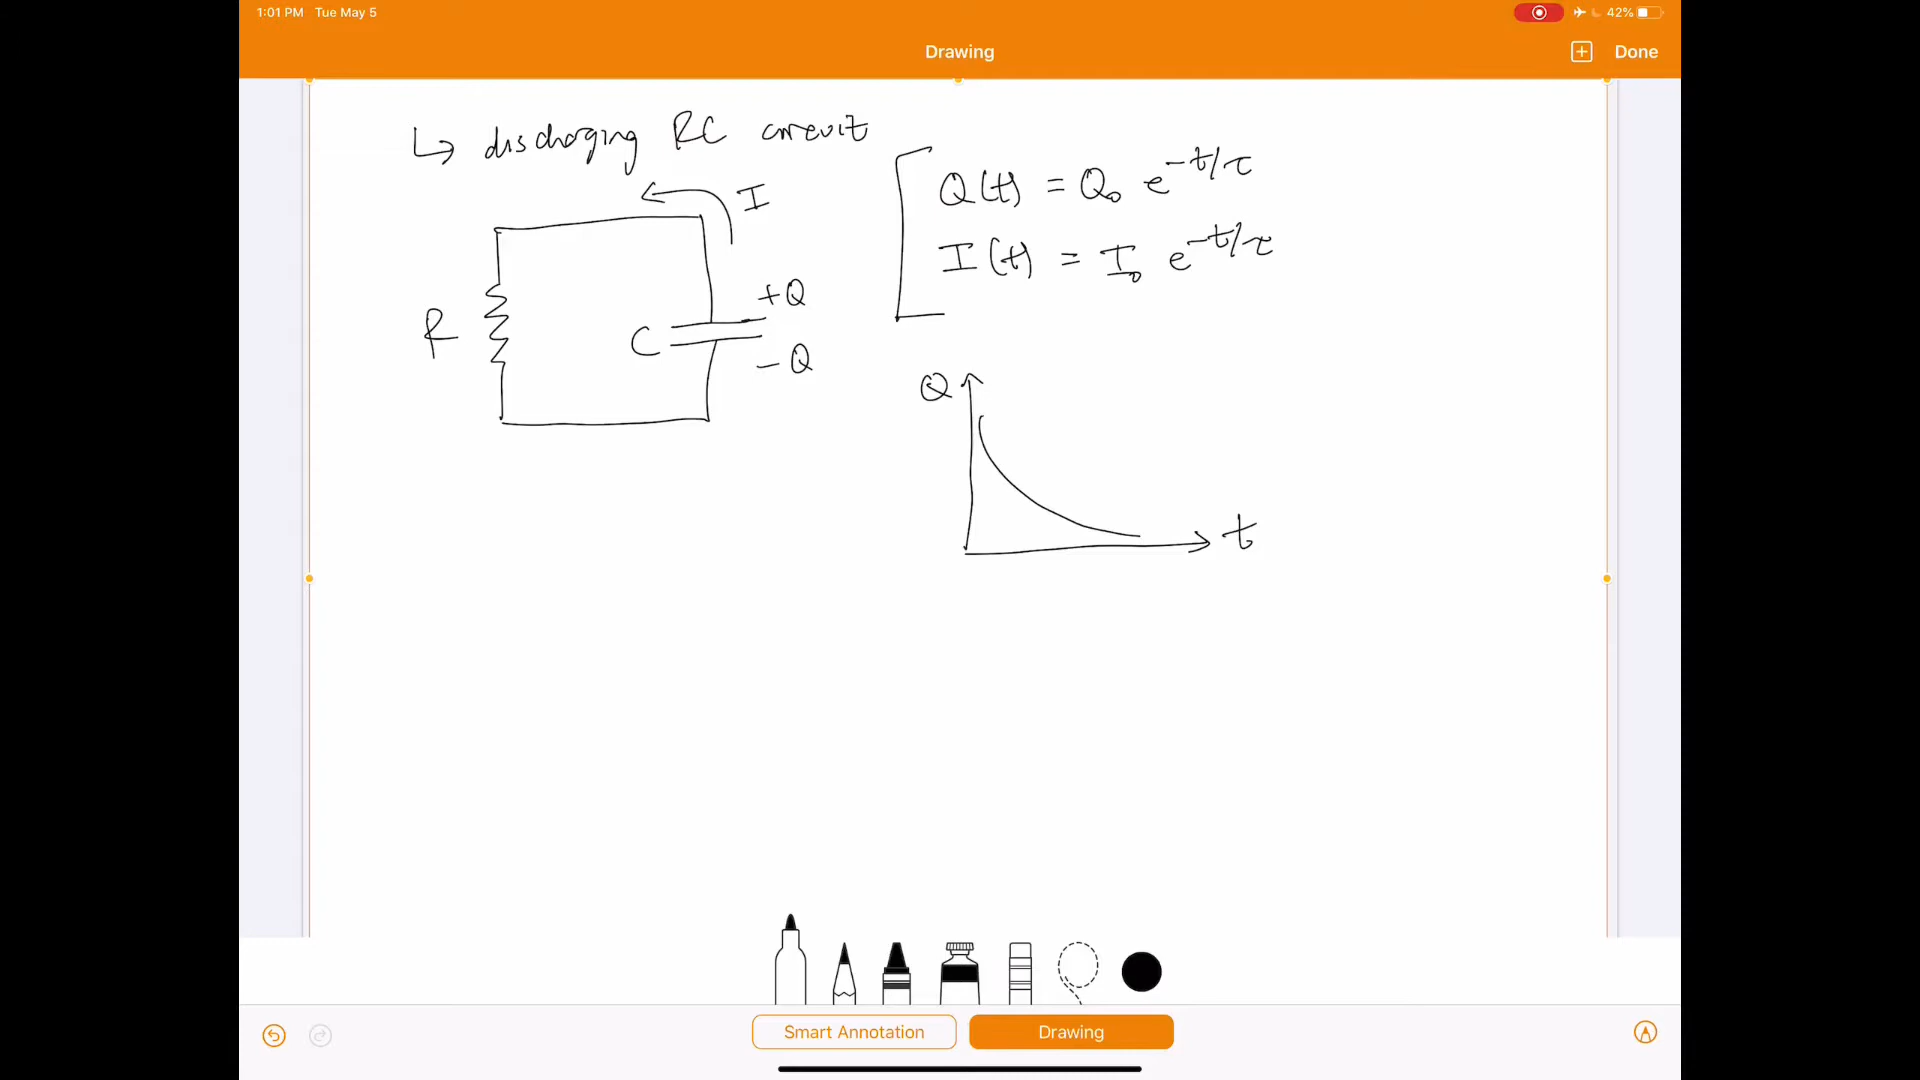 1:01 PM Tue May 5
42%
Drawing
Done
↳ discharging RC circuit
I
Q(t) = Q₀ e^(-t/τ)
I(t) = I₀ e^(-t/τ)
+Q
R
C
-Q
Q
t
Smart Annotation
Drawing